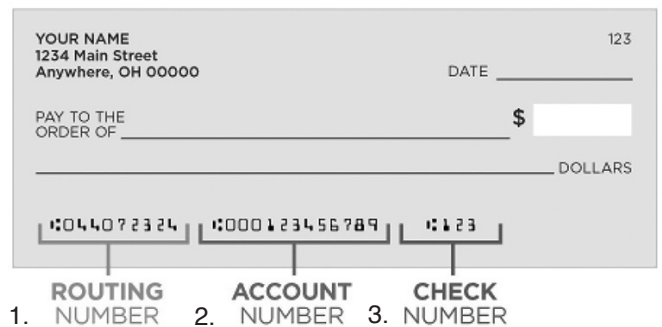 YOUR NAME 123
1234 Main Street
Anywhere, OH 00000
DATE
PAY TO THE
ORDER OF $
DOLLARS
⑆044072324 ⑆000123456789 ⑆123
ROUTING ACCOUNT CHECK
1. NUMBER 2. NUMBER 3. NUMBER